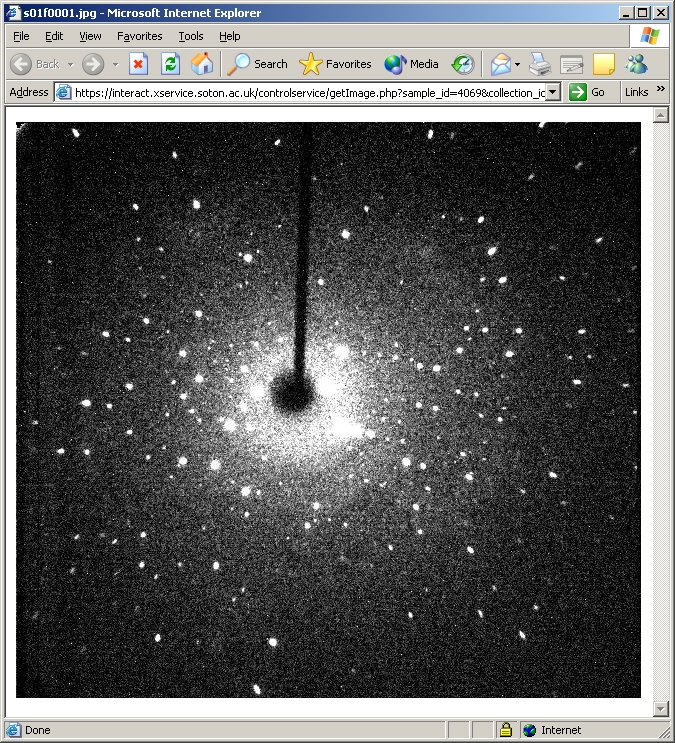 s01f0001.jpg - Microsoft Internet Explorer
File Edit View Favorites Tools Help
Back Search Favorites Media
Address https://interact.xservice.soton.ac.uk/controlservice/getImage.php?sample_id=4069&collection_ic Go Links »
Done Internet